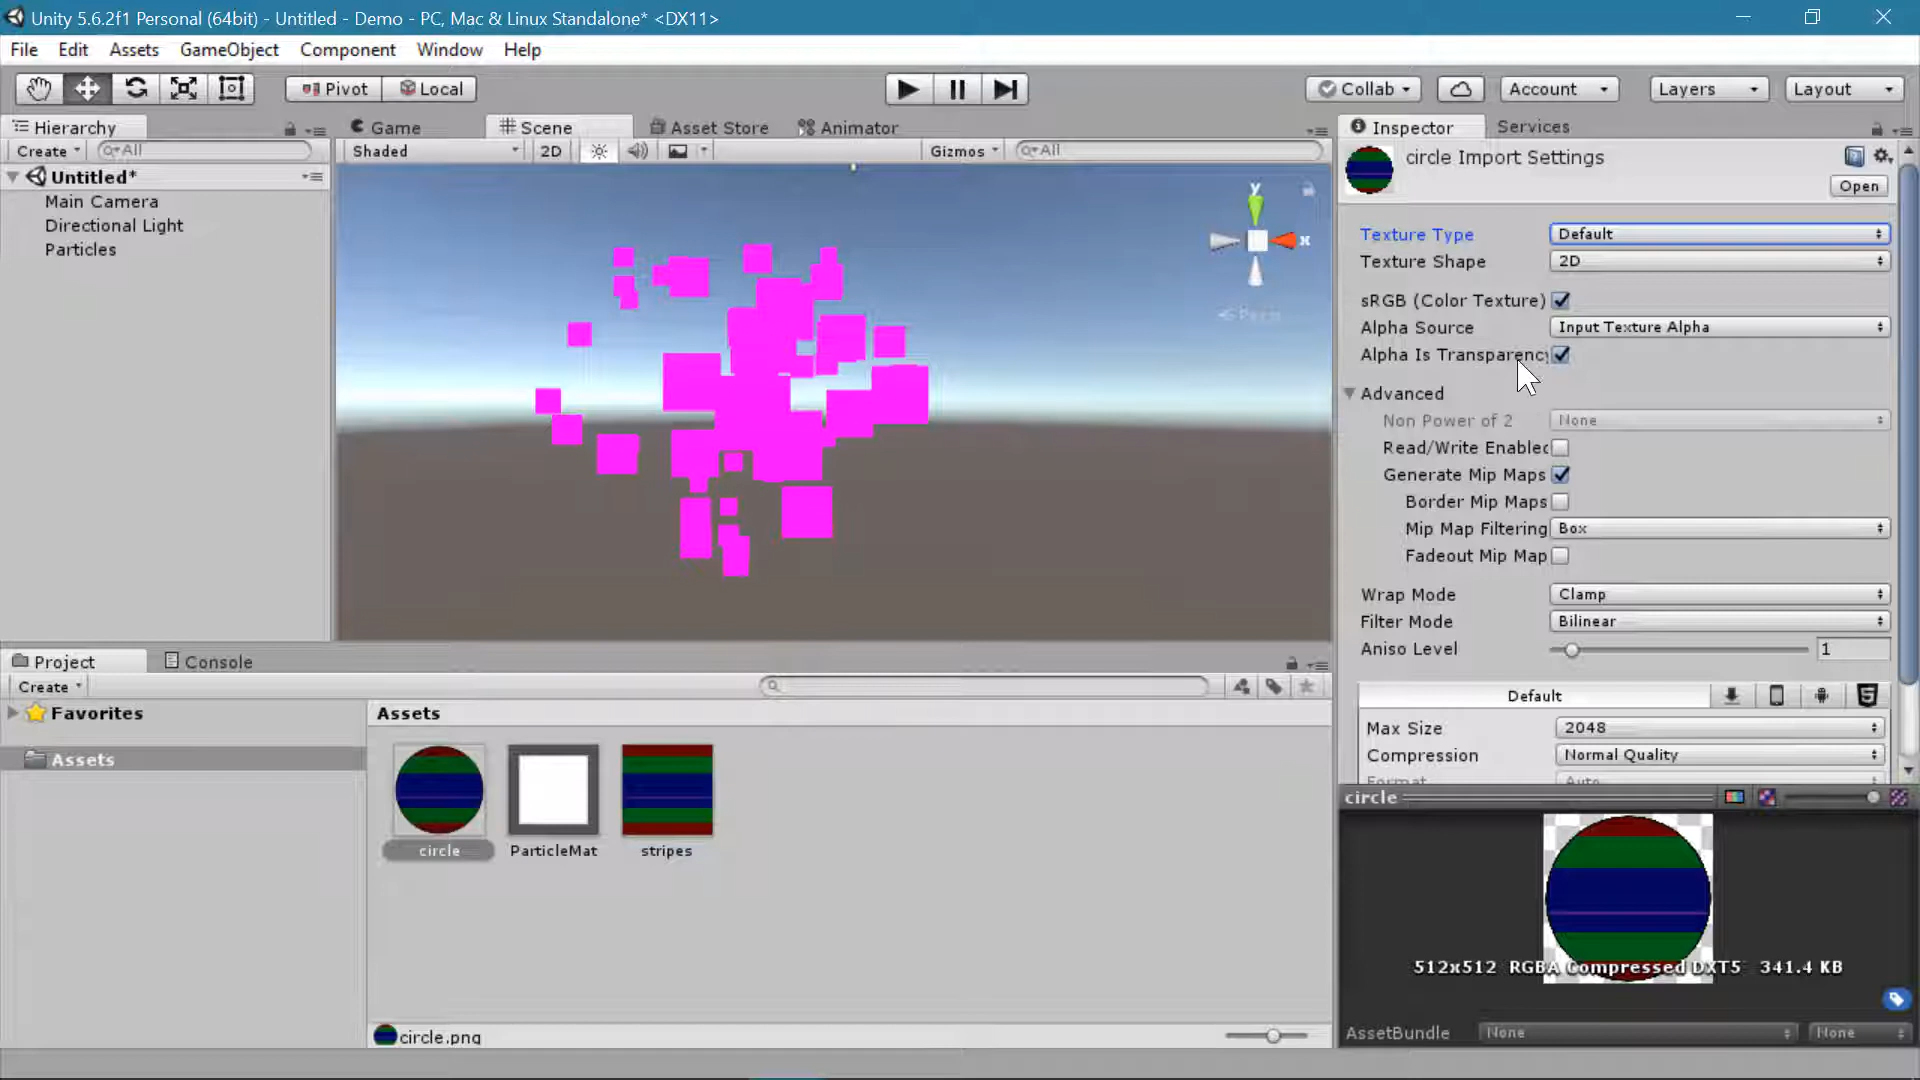 Unity 5.6.2f1 Personal (64bit) - Untitled - Demo - PC, Mac & Linux Standalone* <DX11>
File Edit Assets GameObject Component Window Help
Pivot Local Collab Account Layers Layout
Hierarchy Game Scene Asset Store Animator Inspector Services
Create All Shaded 2D Gizmos All
circle Import Settings
Open
Untitled*
Main Camera
Directional Light
Particles
y
x
Persp
Texture Type Default
Texture Shape 2D
sRGB (Color Texture)
Alpha Source Input Texture Alpha
Alpha Is Transparency
Advanced
Non Power of 2 None
Read/Write Enabled
Generate Mip Maps
Border Mip Maps
Mip Map Filtering Box
Fadeout Mip Map
Wrap Mode Clamp
Filter Mode Bilinear
Aniso Level 1
Default
Max Size 2048
Compression Normal Quality
Format Auto
Project Console
Create
Favorites
Assets
Assets
circle ParticleMat stripes
circle.png
circle
512x512 RGBA Compressed DXT5 341.4 KB
AssetBundle None None